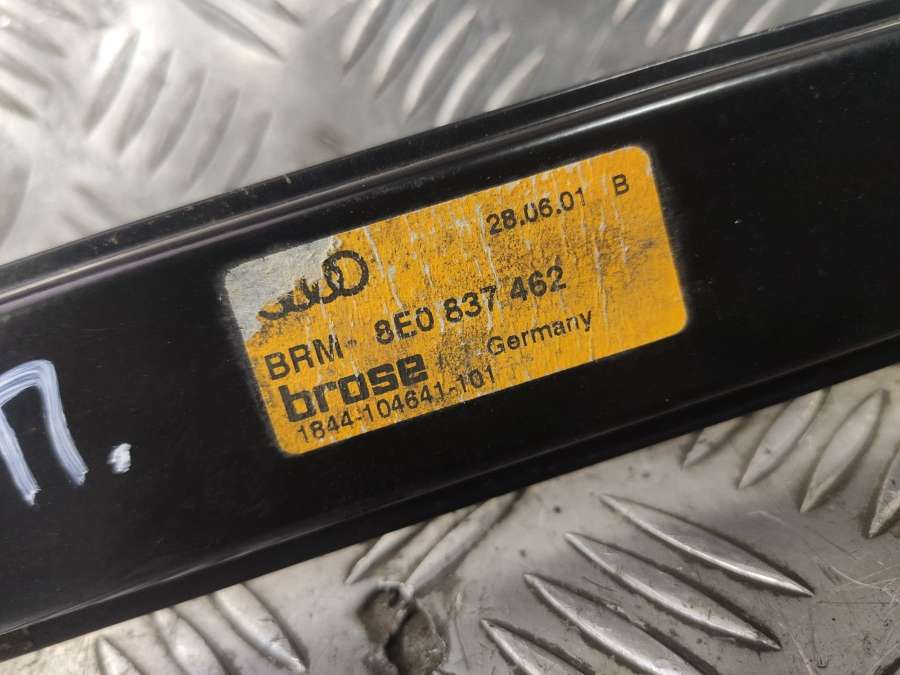 28.06.01 B
BRM- 8E0 837 462
brose Germany
1844-104641-101
П.